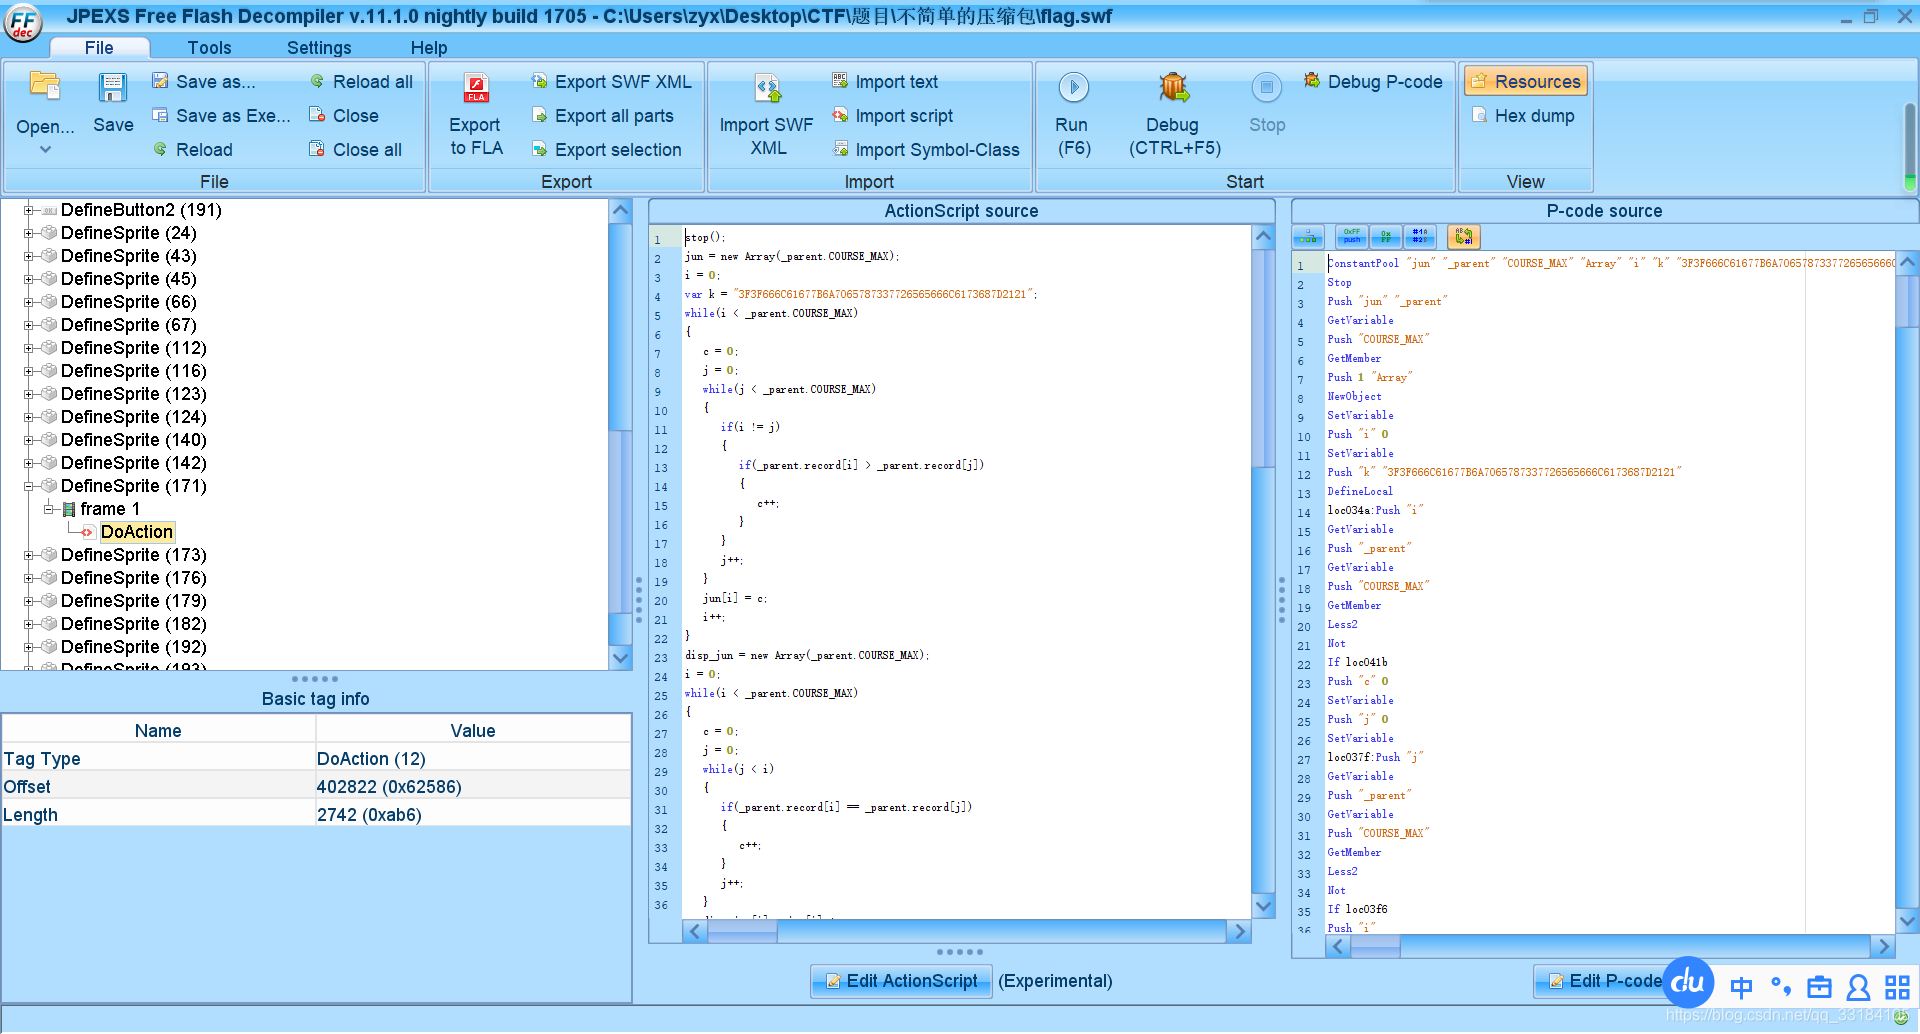 JPEXS Free Flash Decompiler v.11.1.0 nightly build 1705 - C:\Users\zyx\Desktop\CTF\题目\不简单的压缩包\flag.swf
File Tools Settings Help
Open...
Save
Save as...
Save as Exe...
Reload
Reload all
Close
Close all
File
Export to FLA
Export SWF XML
Export all parts
Export selection
Export
Import SWF XML
Import text
Import script
Import Symbol-Class
Import
Run (F6)
Debug (CTRL+F5)
Stop
Debug P-code
Start
Resources
Hex dump
View
DefineButton2 (191)
DefineSprite (24)
DefineSprite (43)
DefineSprite (45)
DefineSprite (66)
DefineSprite (67)
DefineSprite (112)
DefineSprite (116)
DefineSprite (123)
DefineSprite (124)
DefineSprite (140)
DefineSprite (142)
DefineSprite (171)
frame 1
DoAction
DefineSprite (173)
DefineSprite (176)
DefineSprite (179)
DefineSprite (182)
DefineSprite (192)
DefineSprite (193)
Basic tag info
Name Value
Tag Type DoAction (12)
Offset 402822 (0x62586)
Length 2742 (0xab6)
ActionScript source
1 stop();
2 jun = new Array(_parent.COURSE_MAX);
3 i = 0;
4 var k = "3F3F666C61677B6A7065787337726565666C6173687D2121";
5 while(i < _parent.COURSE_MAX)
6 {
7 c = 0;
8 j = 0;
9 while(j < _parent.COURSE_MAX)
10 {
11 if(i != j)
12 {
13 if(_parent.record[i] > _parent.record[j])
14 {
15 c++;
16 }
17 }
18 j++;
19 }
20 jun[i] = c;
21 i++;
22 }
23 disp_jun = new Array(_parent.COURSE_MAX);
24 i = 0;
25 while(i < _parent.COURSE_MAX)
26 {
27 c = 0;
28 j = 0;
29 while(j < i)
30 {
31 if(_parent.record[i] == _parent.record[j])
32 {
33 c++;
34 }
35 j++;
36 }
Edit ActionScript (Experimental)
P-code source
1 ConstantPool "jun" "_parent" "COURSE_MAX" "Array" "i" "k" "3F3F666C61677B6A7065787337726565666C
2 Stop
3 Push "jun" "_parent"
4 GetVariable
5 Push "COURSE_MAX"
6 GetMember
7 Push 1 "Array"
8 NewObject
9 SetVariable
10 Push "i" 0
11 SetVariable
12 Push "k" "3F3F666C61677B6A7065787337726565666C6173687D2121"
13 DefineLocal
14 loc034a:Push "i"
15 GetVariable
16 Push "_parent"
17 GetVariable
18 Push "COURSE_MAX"
19 GetMember
20 Less2
21 Not
22 If loc041b
23 Push "c" 0
24 SetVariable
25 Push "j" 0
26 SetVariable
27 loc037f:Push "j"
28 GetVariable
29 Push "_parent"
30 GetVariable
31 Push "COURSE_MAX"
32 GetMember
33 Less2
34 Not
35 If loc03f6
36 Push "i"
Edit P-code
du 中